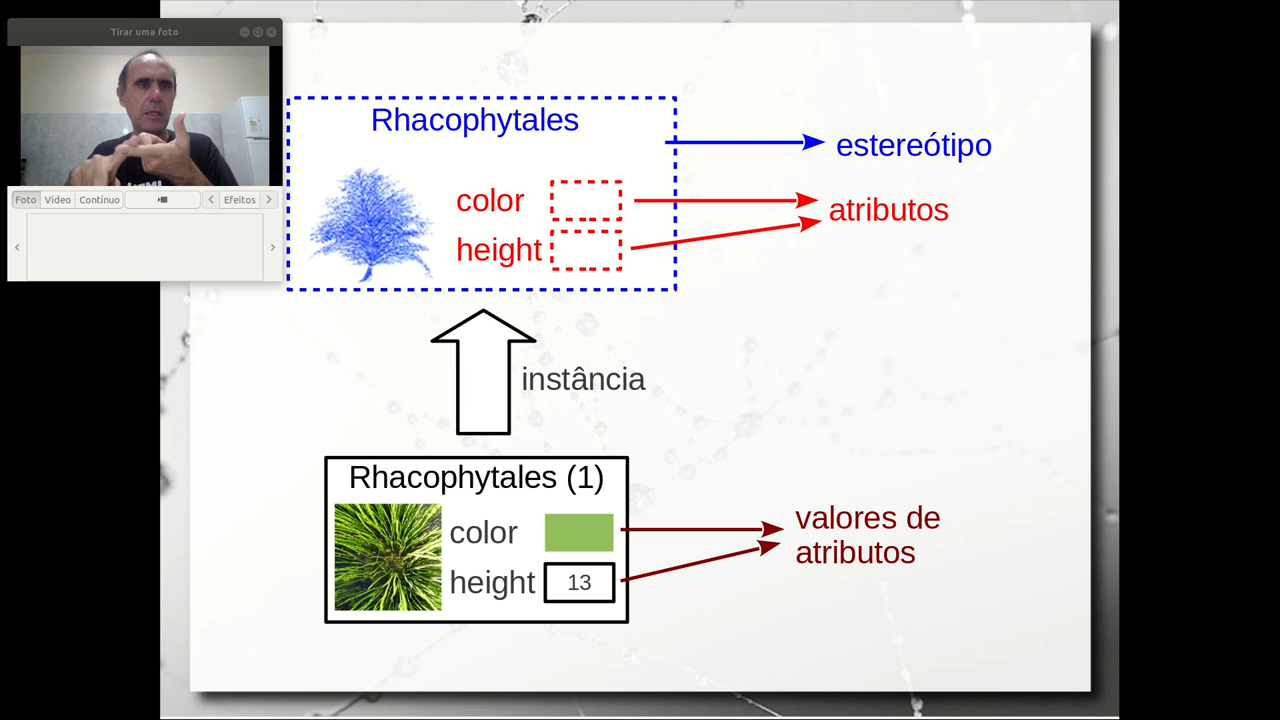 Tirar uma foto
Foto Vídeo Contínuo Efeitos
Rhacophytales
color
height
estereótipo
atributos
instância
Rhacophytales (1)
color
height 13
valores de
atributos